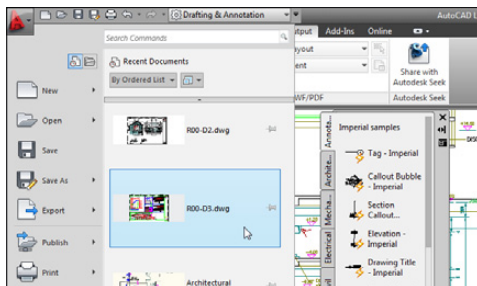 Drafting & Annotation
AutoCAD L
Search Commands
Recent Documents
By Ordered List
New
Open
Save
Save As
Export
Publish
Print
R00-D2.dwg
R00-D3.dwg
Architectural
Add-Ins
Online
Share with
Autodesk Seek
WF/PDF
Autodesk Seek
Annota...
Archite...
Mecha...
Electrical
Imperial samples
Tag - Imperial
Callout Bubble
- Imperial
Section
Callout...
Elevation -
Imperial
Drawing Title
- Imperial